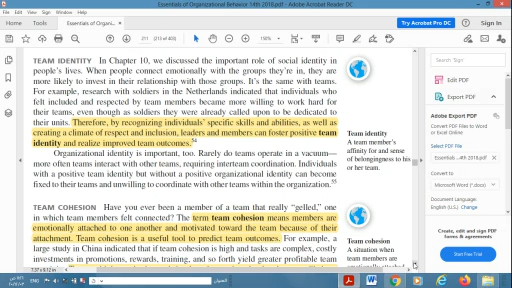 Essentials of Organizational Behavior 14th 2018.pdf - Adobe Acrobat Reader DC
File Edit View Sign Window Help
Home Tools Essentials of Organi... Try Acrobat Pro DC Sign In
150%
TEAM IDENTITY In Chapter 10, we discussed the important role of social identity in
people's lives. When people connect emotionally with the groups they're in, they are
more likely to invest in their relationship with those groups. It's the same with teams.
For example, research with soldiers in the Netherlands indicated that individuals who
felt included and respected by team members became more willing to work hard for
their teams, even though as soldiers they were already called upon to be dedicated to
their units. Therefore, by recognizing individuals' specific skills and abilities, as well as
creating a climate of respect and inclusion, leaders and members can foster positive team
identity and realize improved team outcomes.54
Organizational identity is important, too. Rarely do teams operate in a vacuum—
more often teams interact with other teams, requiring interteam coordination. Individuals
with a positive team identity but without a positive organizational identity can become
fixed to their teams and unwilling to coordinate with other teams within the organization.55
Team identity
A team member's
affinity for and sense
of belongingness to his
or her team.
TEAM COHESION Have you ever been a member of a team that really "gelled," one
in which team members felt connected? The term team cohesion means members are
emotionally attached to one another and motivated toward the team because of their
attachment. Team cohesion is a useful tool to predict team outcomes. For example, a
large study in China indicated that if team cohesion is high and tasks are complex, costly
investments in promotions, rewards, training, and so forth yield greater profitable team
Team cohesion
A situation when
team members are
7.57 x 9.12 in
Search 'Sign'
Edit PDF
Export PDF
Adobe Export PDF
Convert PDF Files to Word
or Excel Online
Select PDF File
Essentials ...4th 2018.pdf
Convert to
Microsoft Word (*.docx)
Document Language:
English (U.S.) Change
Create, edit and sign PDF
forms & agreements
Start Free Trial
العنوان